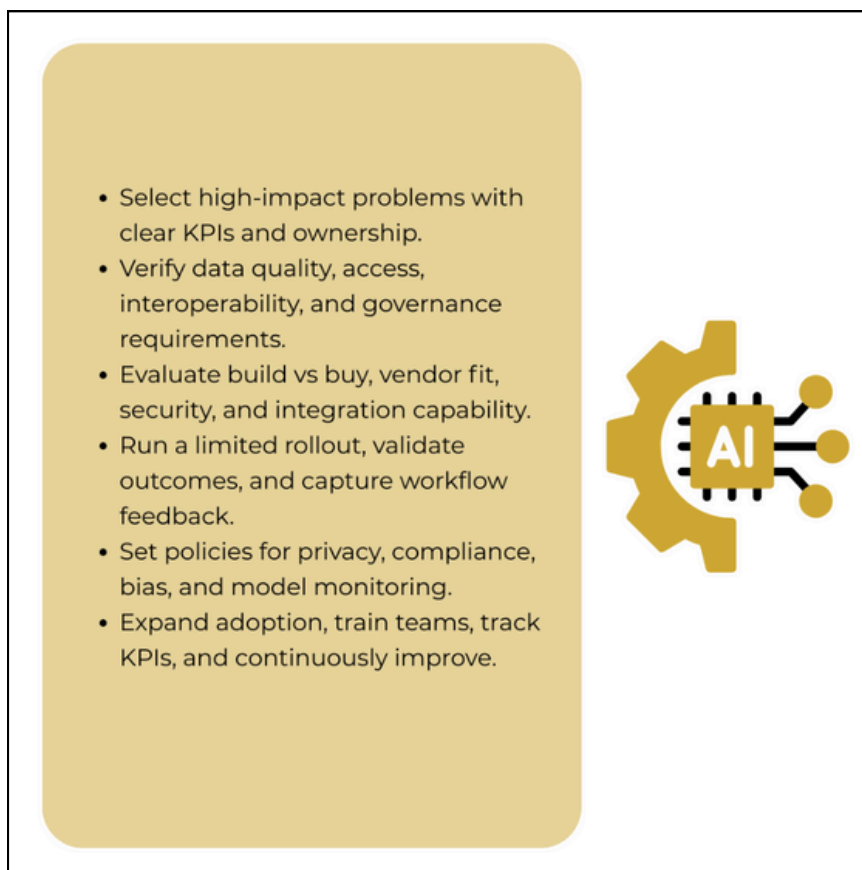 • Select high-impact problems with
clear KPIs and ownership.
• Verify data quality, access,
interoperability, and governance
requirements.
• Evaluate build vs buy, vendor fit,
security, and integration capability.
• Run a limited rollout, validate
outcomes, and capture workflow
feedback.
• Set policies for privacy, compliance,
bias, and model monitoring.
• Expand adoption, train teams, track
KPIs, and continuously improve.
AI